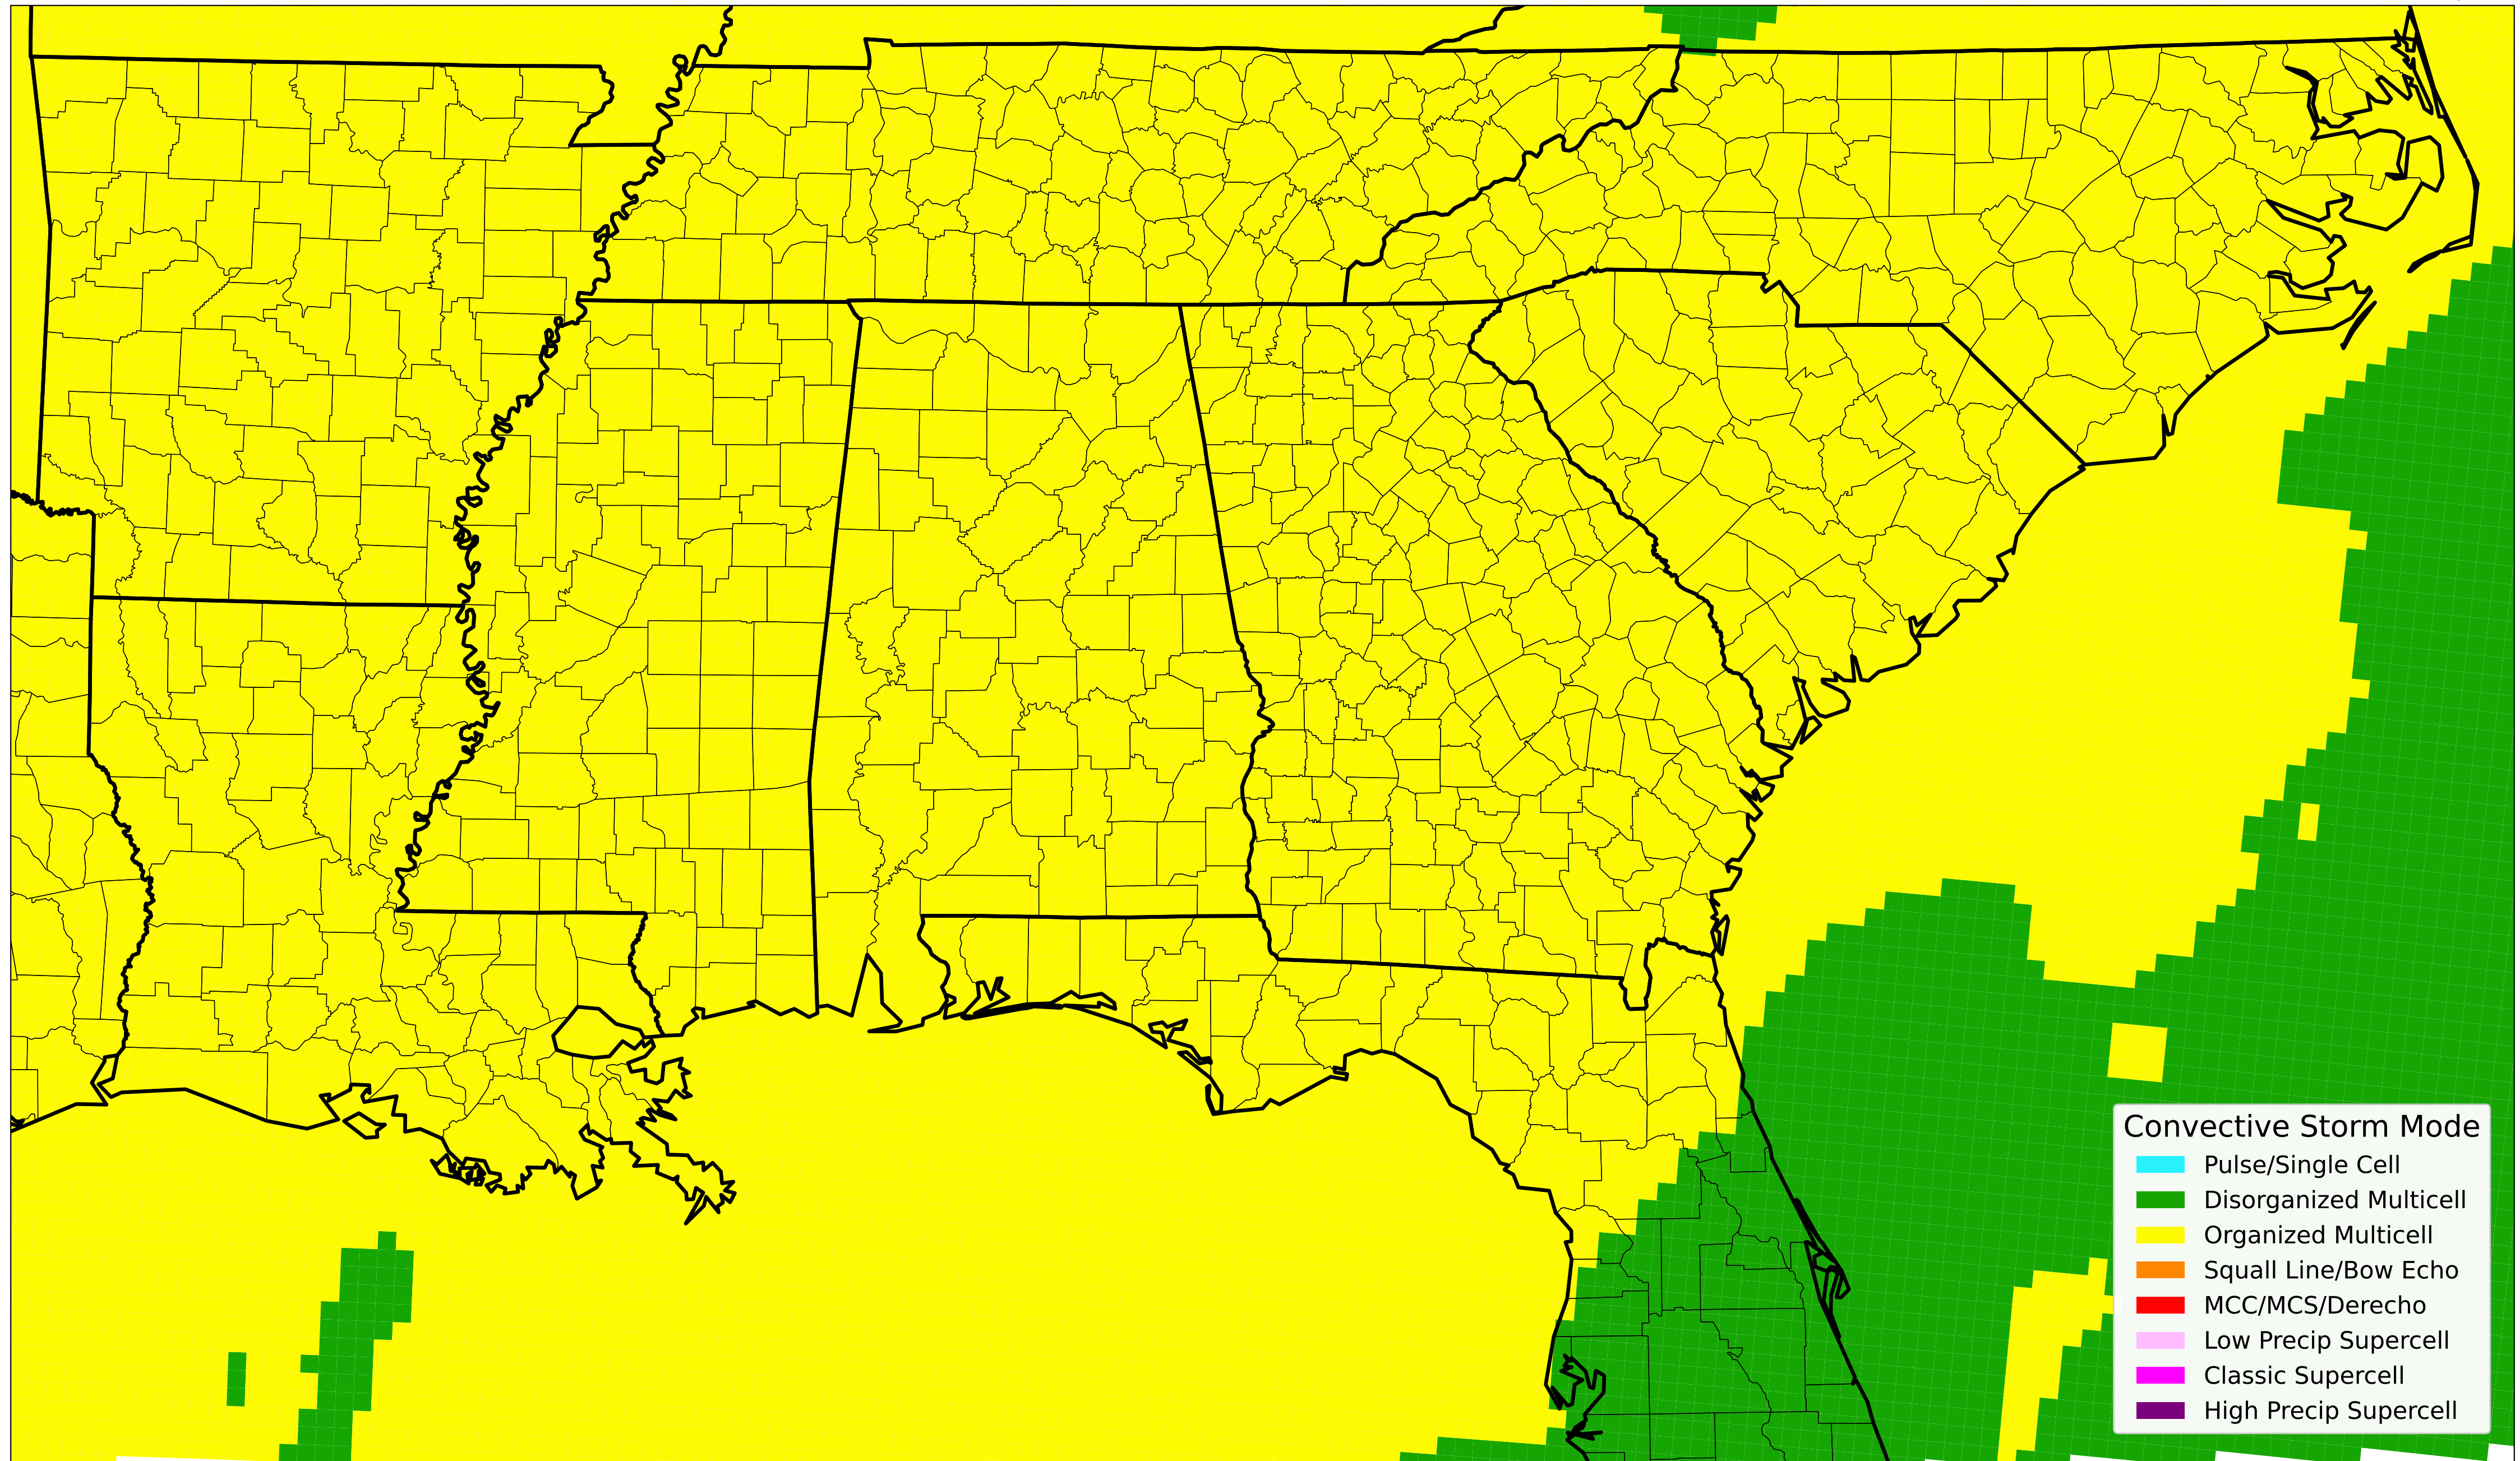 Convective Storm Mode
Pulse/Single Cell
Disorganized Multicell
Organized Multicell
Squall Line/Bow Echo
MCC/MCS/Derecho
Low Precip Supercell
Classic Supercell
High Precip Supercell